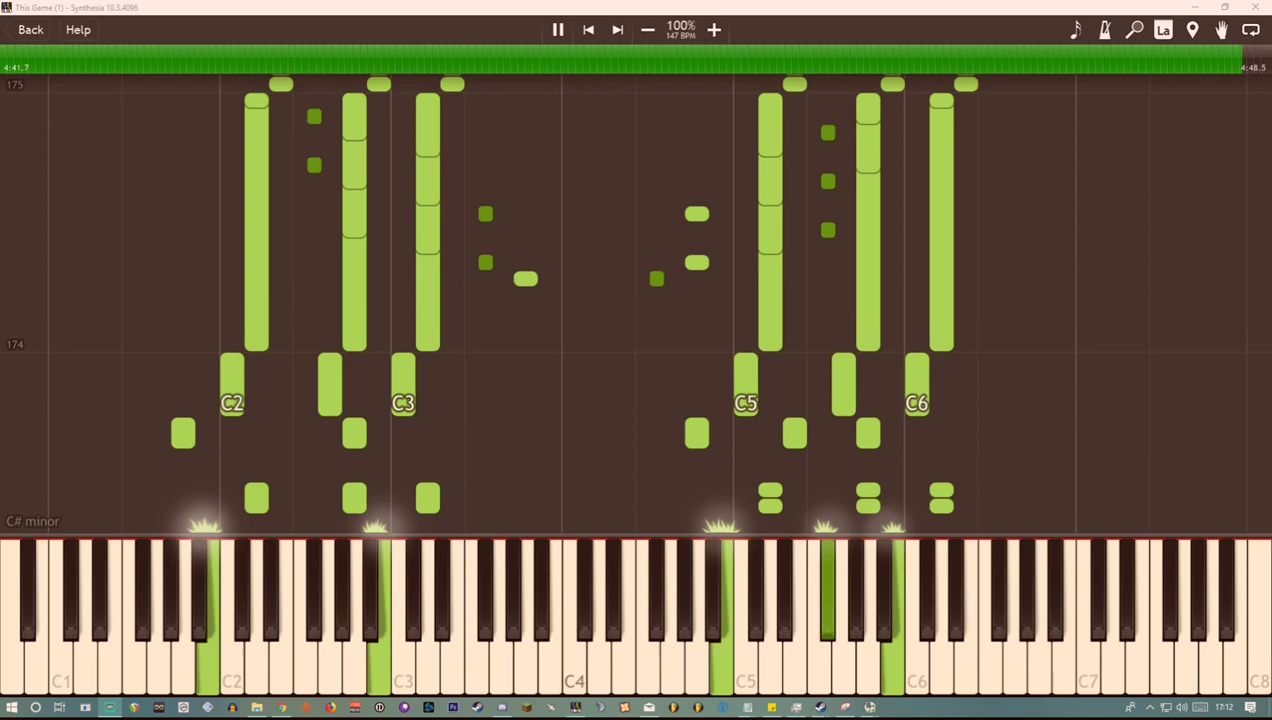 This Game (1) - Synthesia 10.3.4096
Back Help 100% La
147 BPM
4:41.7 4:48.5
175
174
C2 C3 C5 C6
C# minor
C1 C2 C3 C4 C5 C6 C7 C8
17:12